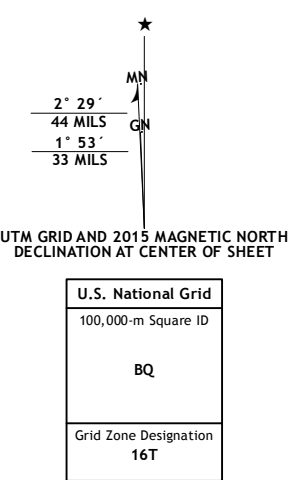 ★
MN
2° 29´
44 MILS
GN
1° 53´
33 MILS
UTM GRID AND 2015 MAGNETIC NORTH
DECLINATION AT CENTER OF SHEET
U.S. National Grid
100,000-m Square ID
BQ
Grid Zone Designation
16T